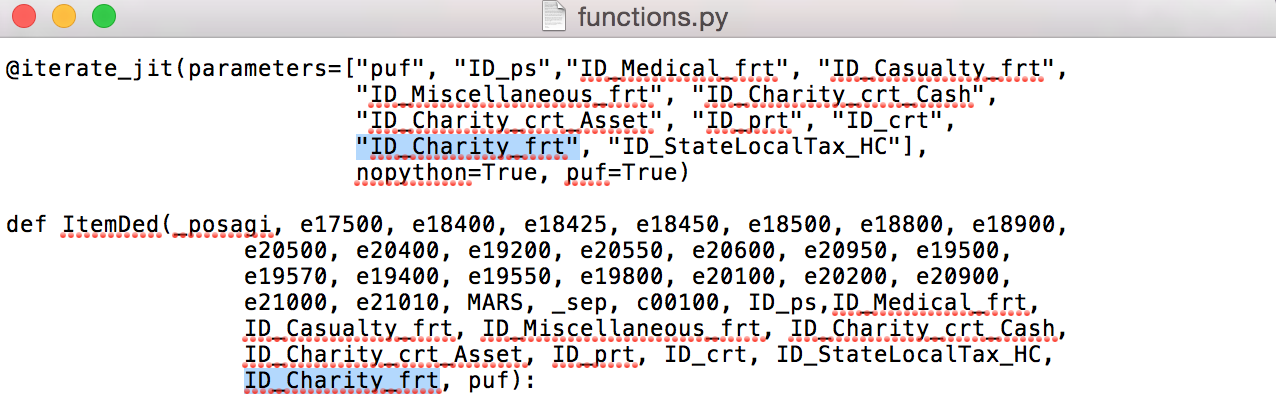 functions.py
@iterate_jit(parameters=["puf", "ID_ps","ID_Medical_frt", "ID_Casualty_frt",
"ID_Miscellaneous_frt", "ID_Charity_crt_Cash",
"ID_Charity_crt_Asset", "ID_prt", "ID_crt",
"ID_Charity_frt", "ID_StateLocalTax_HC"],
nopython=True, puf=True)
def ItemDed(_posagi, e17500, e18400, e18425, e18450, e18500, e18800, e18900,
e20500, e20400, e19200, e20550, e20600, e20950, e19500,
e19570, e19400, e19550, e19800, e20100, e20200, e20900,
e21000, e21010, MARS, _sep, c00100, ID_ps,ID_Medical_frt,
ID_Casualty_frt, ID_Miscellaneous_frt, ID_Charity_crt_Cash,
ID_Charity_crt_Asset, ID_prt, ID_crt, ID_StateLocalTax_HC,
ID_Charity_frt, puf):